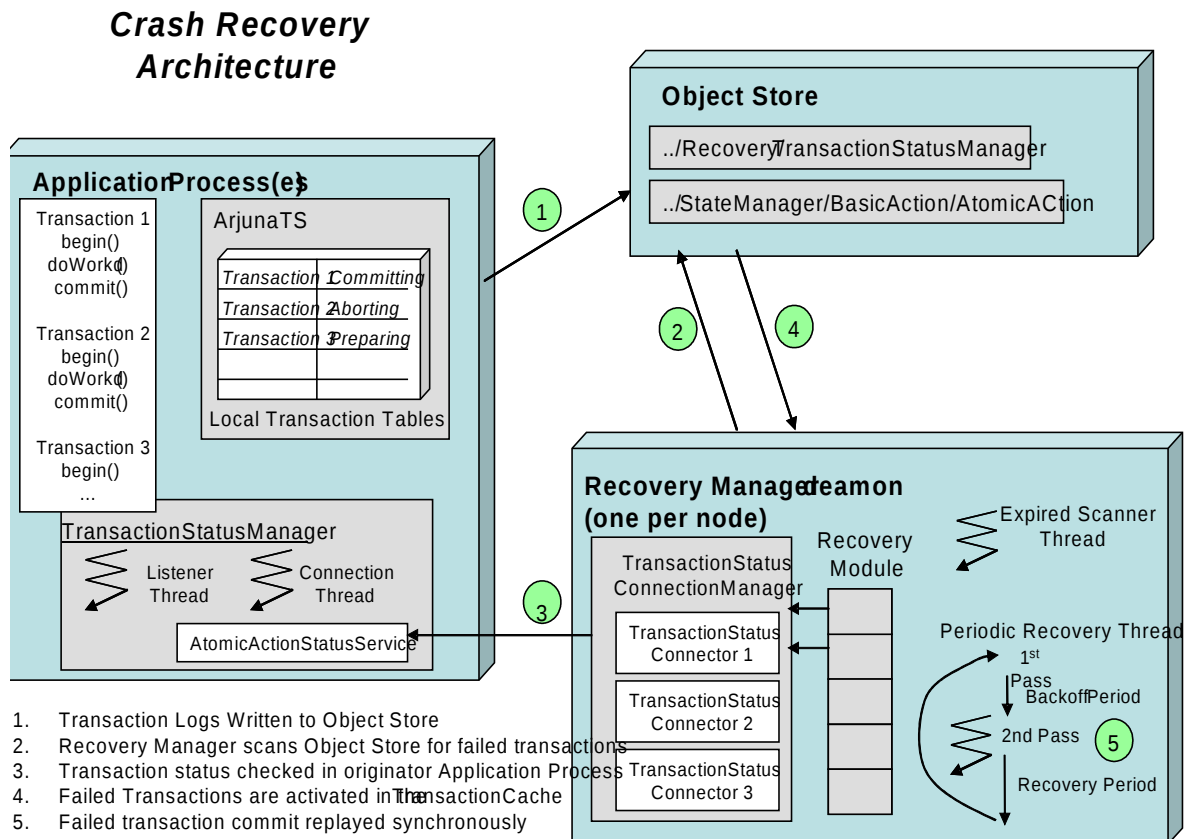 Crash Recovery
Architecture
Object Store
../Recovery/TransactionStatusManager
../StateManager/BasicAction/AtomicACtion
Application Process(es)
Transaction 1
begin()
doWork()
commit()
Transaction 2
begin()
doWork()
commit()
Transaction 3
begin()
...
ArjunaTS
Transaction 1 Committing
Transaction 2 Aborting
Transaction 3 Preparing
Local Transaction Tables
TransactionStatusManager
Listener
Thread
Connection
Thread
AtomicActionStatusService
1
2
4
3
Recovery Manager deamon
(one per node)
TransactionStatus
ConnectionManager
TransactionStatus
Connector 1
TransactionStatus
Connector 2
TransactionStatus
Connector 3
Recovery
Module
Expired Scanner
Thread
Periodic Recovery Thread
1st
Pass
Backoff Period
2nd Pass
5
Recovery Period
1. Transaction Logs Written to Object Store
2. Recovery Manager scans Object Store for failed transactions
3. Transaction status checked in originator Application Process
4. Failed Transactions are activated in the TransactionCache
5. Failed transaction commit replayed synchronously